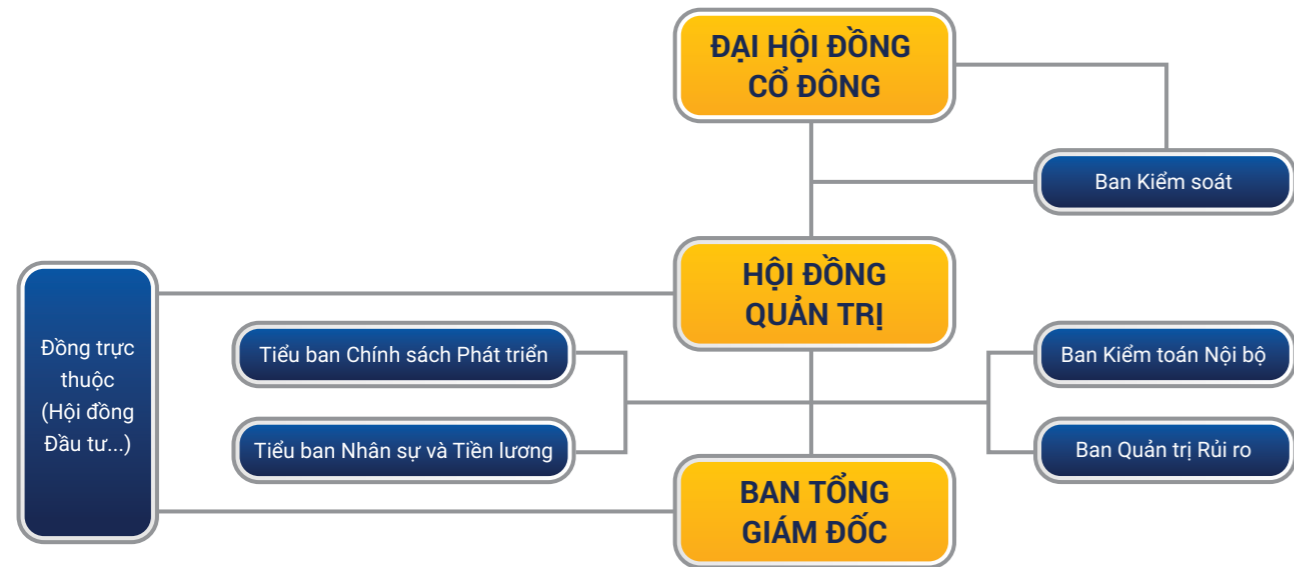 ĐẠI HỘI ĐỒNG
CỔ ĐÔNG
Ban Kiểm soát
HỘI ĐỒNG
QUẢN TRỊ
Đồng trực
thuộc
(Hội đồng
Đầu tư...)
Tiểu ban Chính sách Phát triển
Ban Kiểm toán Nội bộ
Tiểu ban Nhân sự và Tiền lương
Ban Quản trị Rủi ro
BAN TỔNG
GIÁM ĐỐC